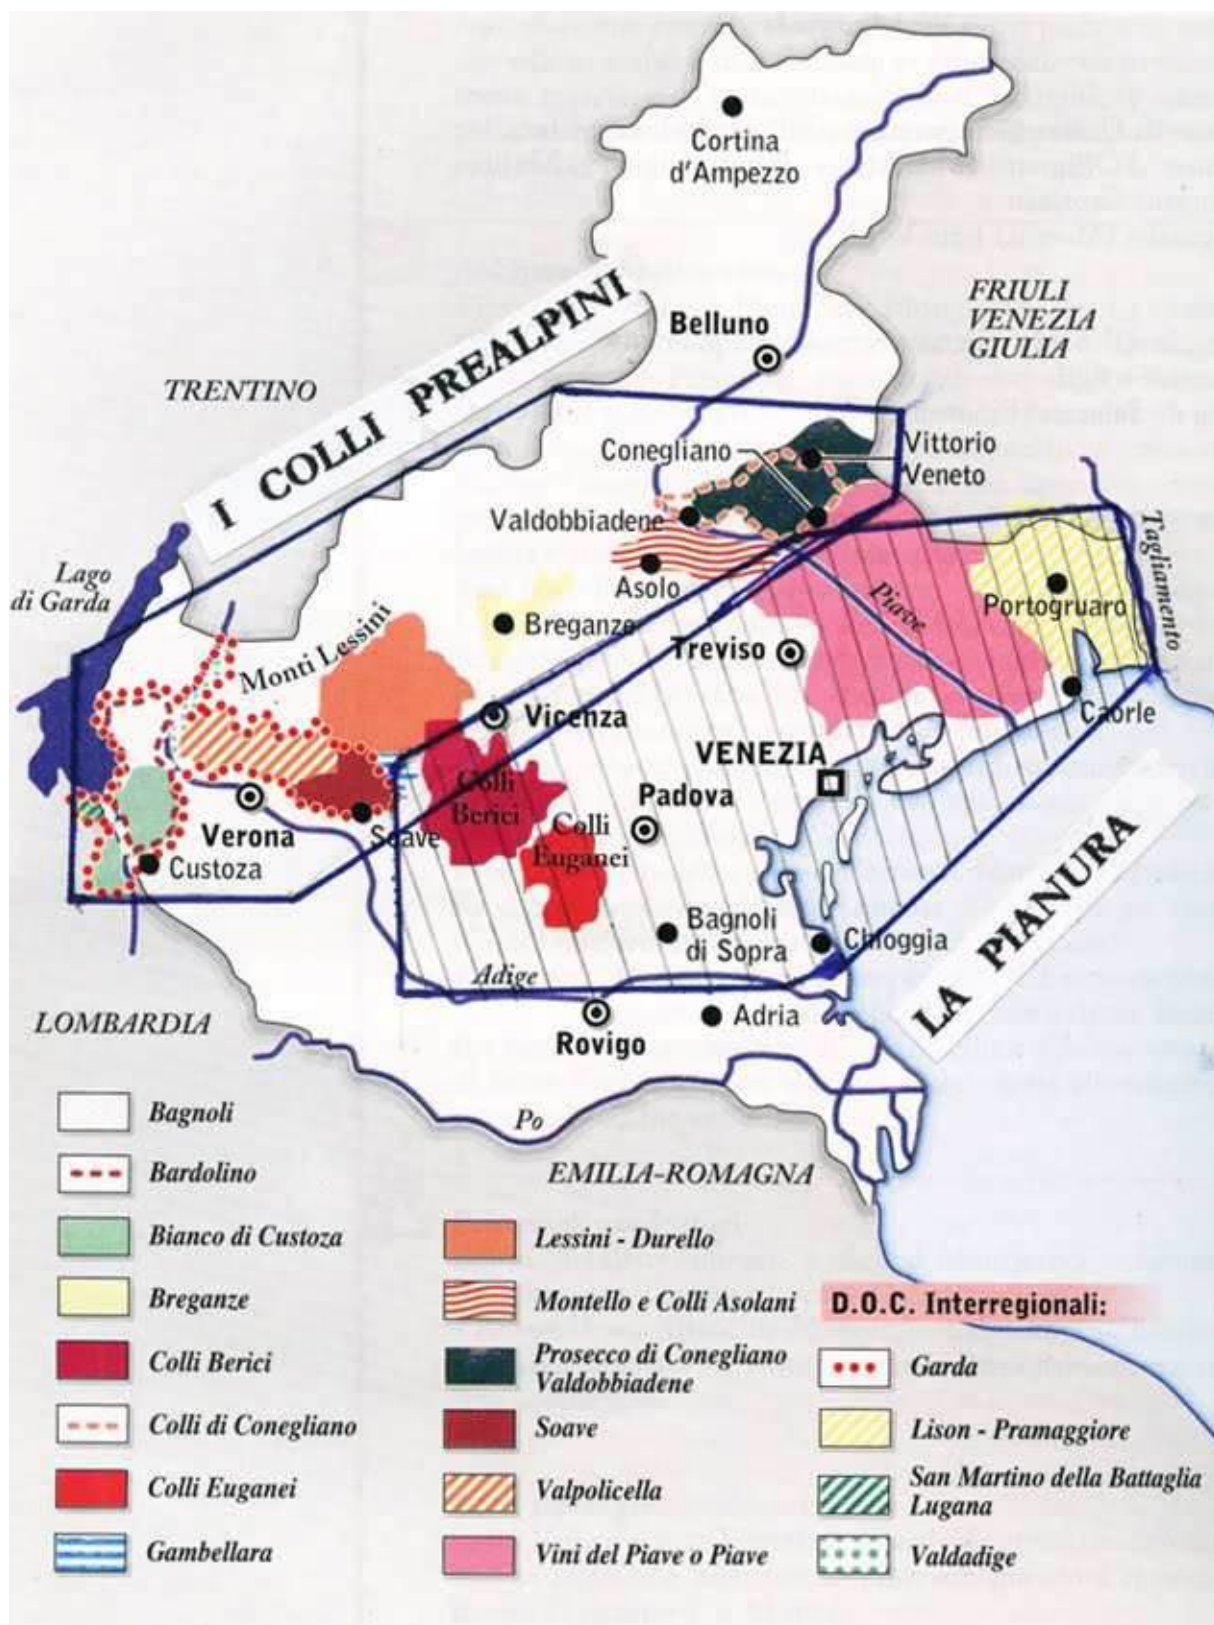 Cortina
d'Ampezzo
FRIULI
VENEZIA
GIULIA
Belluno
I COLLI PREALPINI
TRENTINO
Conegliano
Vittorio
Veneto
Valdobbiadene
Tagliamento
Lago
di Garda
Asolo
Piave
Portogruaro
Breganze
Monti Lessini
Treviso
Vicenza
Caorle
VENEZIA
Colli
Berici
Padova
Verona
Soave
Colli
Euganei
Custoza
LA PIANURA
Bagnoli
di Sopra
Chioggia
Adige
LOMBARDIA
Adria
Rovigo
Po
EMILIA-ROMAGNA
Bagnoli
Bardolino
Bianco di Custoza
Breganze
Colli Berici
Colli di Conegliano
Colli Euganei
Gambellara
Lessini - Durello
Montello e Colli Asolani
Prosecco di Conegliano
Valdobbiadene
Soave
Valpolicella
Vini del Piave o Piave
D.O.C. Interregionali:
Garda
Lison - Pramaggiore
San Martino della Battaglia
Lugana
Valdadige